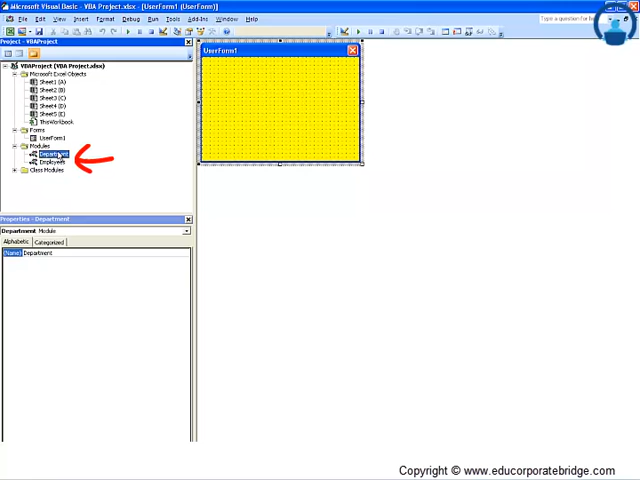 Microsoft Visual Basic - VBA Project.xlsx - [UserForm1 (UserForm)]
File Edit View Insert Format Debug Run Tools Add-Ins Window Help
Type a question for
Project - VBAProject
VBAProject (VBA Project.xlsx)
Microsoft Excel Objects
Sheet1 (A)
Sheet2 (B)
Sheet3 (C)
Sheet4 (D)
Sheet5 (E)
ThisWorkbook
Forms
UserForm1
Modules
Department
Employees
Class Modules
UserForm1
Properties - Department
Department Module
Alphabetic Categorized
(Name) Department
Copyright © www.educorporatebridge.com